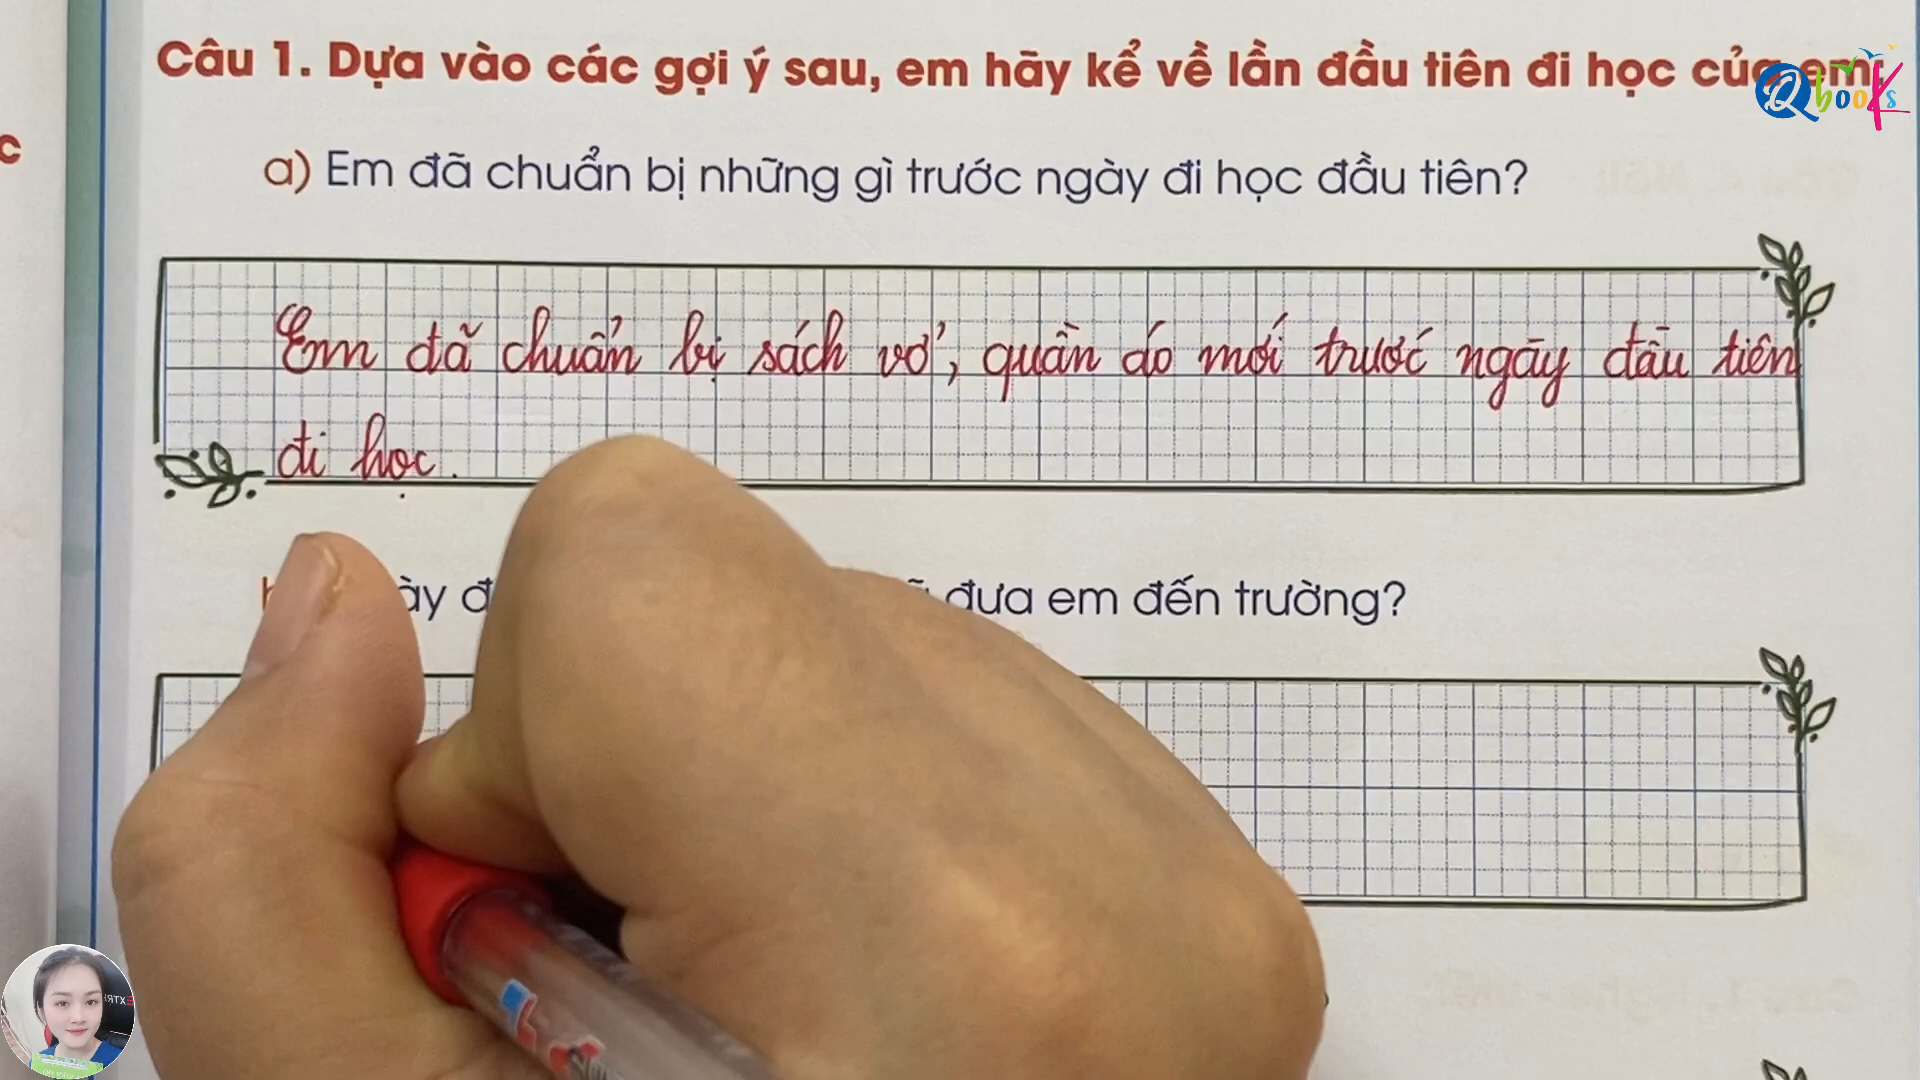 Câu 1. Dựa vào các gợi ý sau, em hãy kể về lần đầu tiên đi học của em:
Qbooks
c
a) Em đã chuẩn bị những gì trước ngày đi học đầu tiên?
Em đã chuẩn bị sách vở, quần áo mới trước ngày đầu tiên
đi học.
đưa em đến trường?